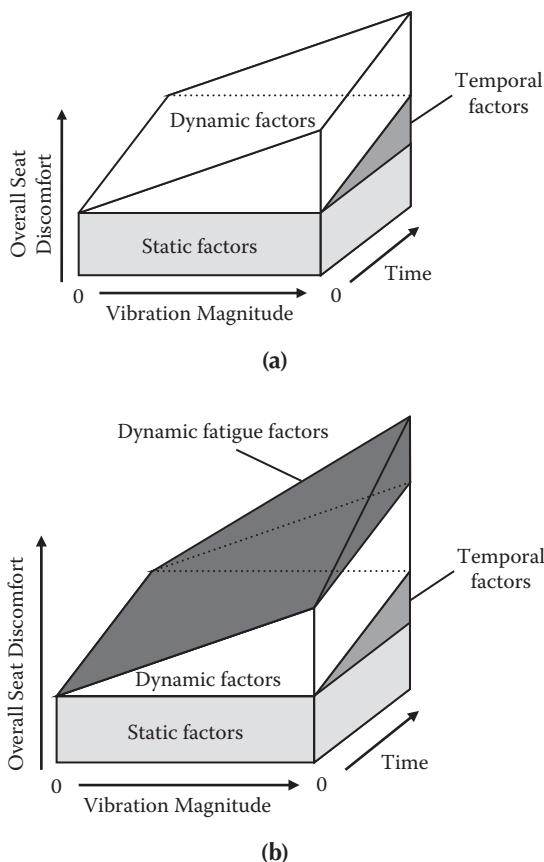 Temporal
factors
Dynamic factors
Overall Seat
Discomfort
Static factors
Time
0
0
Vibration Magnitude
(a)
Dynamic fatigue factors
Temporal
factors
Overall Seat Discomfort
Dynamic factors
Static factors
Time
0
0
Vibration Magnitude
(b)